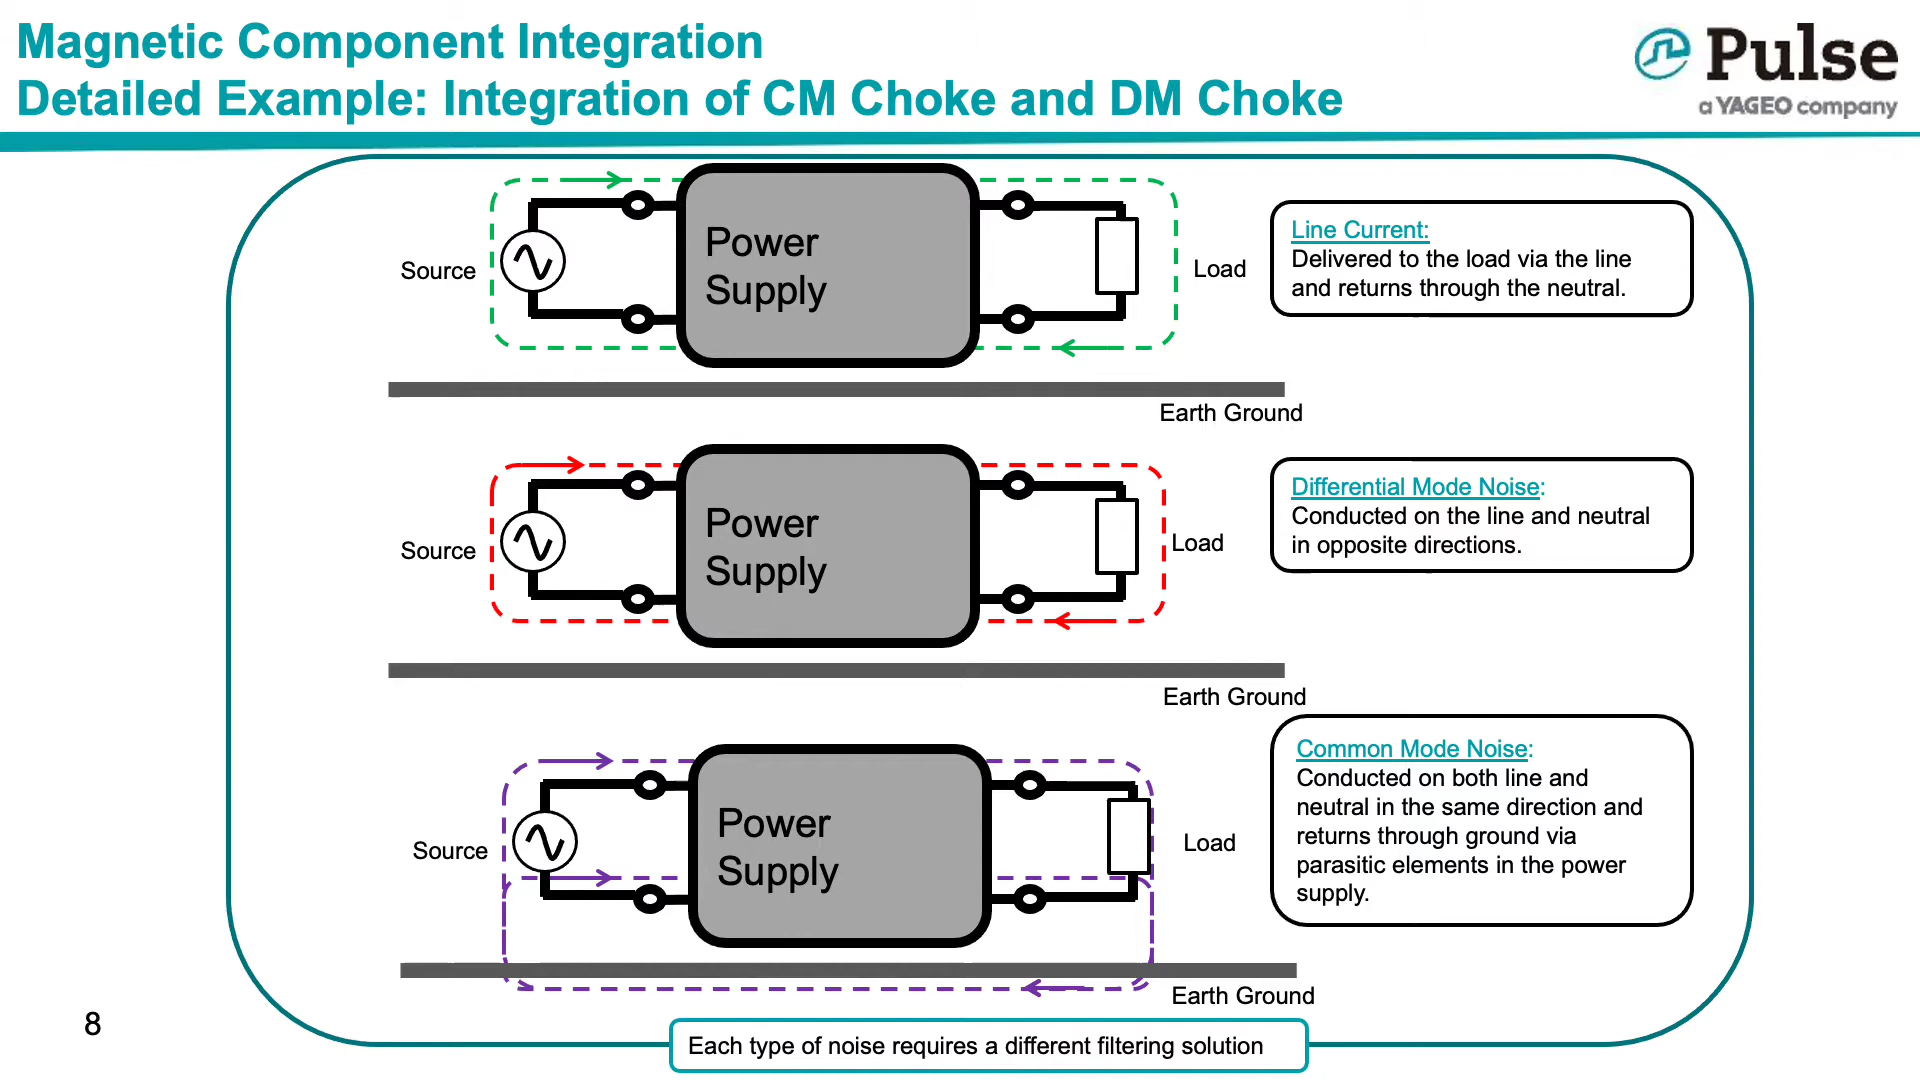 Magnetic Component Integration
Detailed Example: Integration of CM Choke and DM Choke
Pulse
a YAGEO company
Power
Supply
Source
Load
Line Current:
Delivered to the load via the line
and returns through the neutral.
Earth Ground
Power
Supply
Source
Load
Differential Mode Noise:
Conducted on the line and neutral
in opposite directions.
Earth Ground
Power
Supply
Source
Load
Common Mode Noise:
Conducted on both line and
neutral in the same direction and
returns through ground via
parasitic elements in the power
supply.
Earth Ground
8
Each type of noise requires a different filtering solution